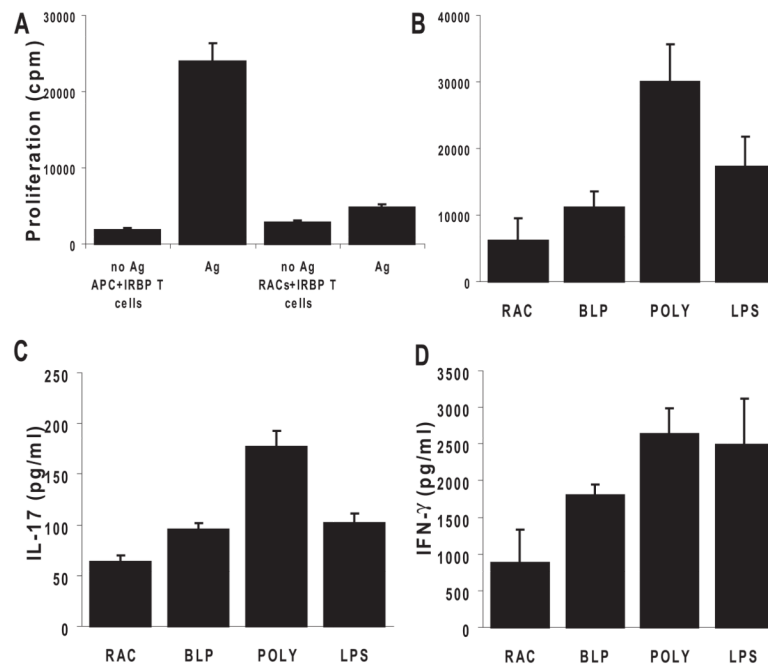 A
Proliferation (cpm)
30000
20000
10000
0
no Ag
APC+IRBP T
cells
Ag
no Ag
RACs+IRBP T
cells
Ag
B
40000
30000
20000
10000
0
RAC BLP POLY LPS
C
IL-17 (pg/ml)
250
200
150
100
50
0
RAC BLP POLY LPS
D
IFN-γ (pg/ml)
3500
3000
2500
2000
1500
1000
500
0
RAC BLP POLY LPS